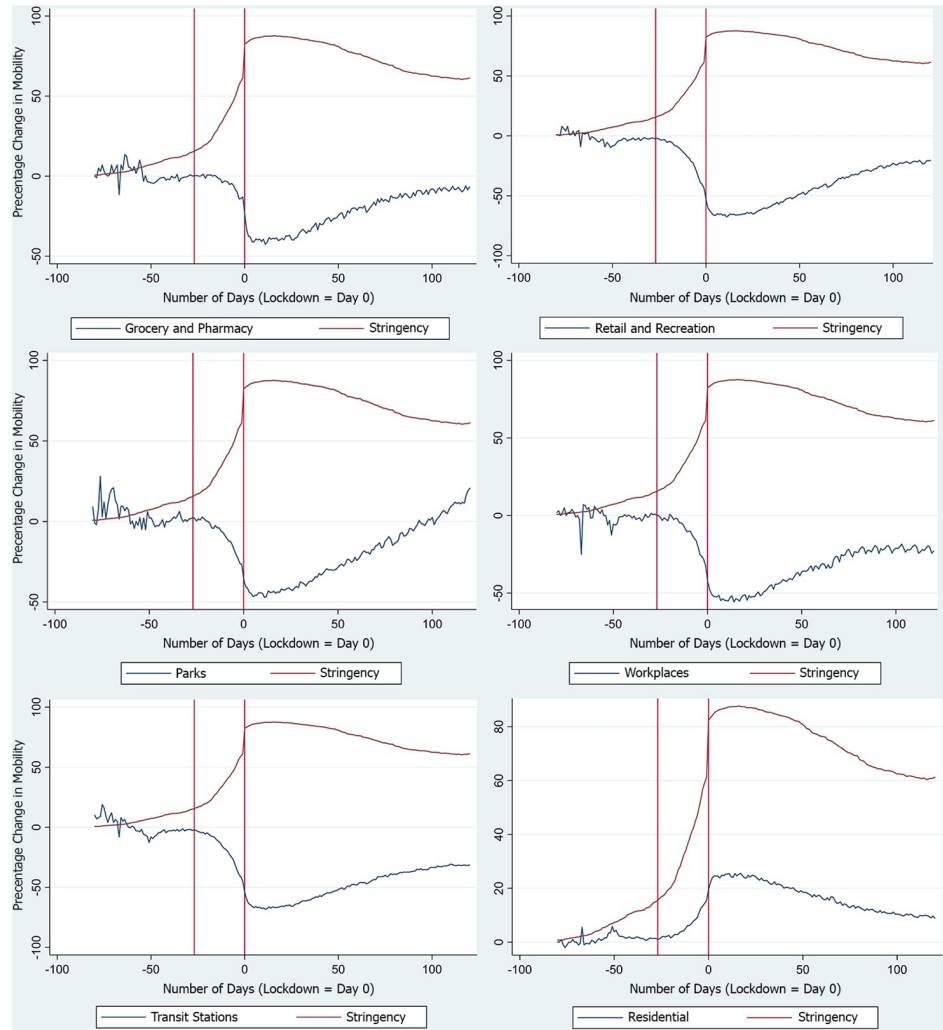 Precentage Change in Mobility
100
50
0
-50
-100 -50 0 50 100
Number of Days (Lockdown = Day 0)
Grocery and Pharmacy Stringency
100
50
0
-50
-100
-100 -50 0 50 100
Number of Days (Lockdown = Day 0)
Retail and Recreation Stringency
Precentage Change in Mobility
100
50
0
-50
-100 -50 0 50 100
Number of Days (Lockdown = Day 0)
Parks Stringency
100
50
0
-50
-100 -50 0 50 100
Number of Days (Lockdown = Day 0)
Workplaces Stringency
Precentage Change in Mobility
100
50
0
-50
-100
-100 -50 0 50 100
Number of Days (Lockdown = Day 0)
Transit Stations Stringency
80
60
40
20
0
-100 -50 0 50 100
Number of Days (Lockdown = Day 0)
Residential Stringency